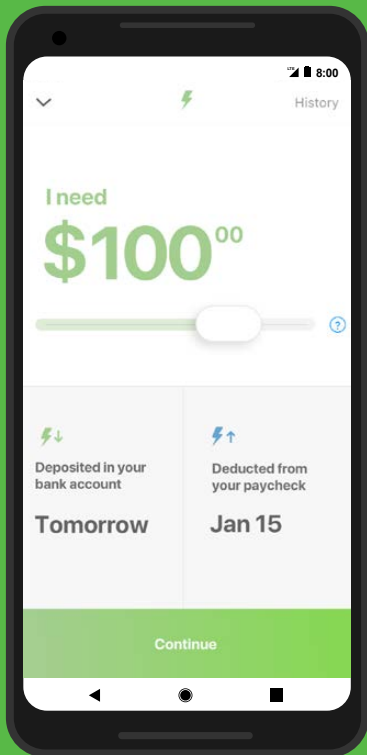 LTE 8:00
History
I need
$100 00
?
Deposited in your
bank account
Tomorrow
Deducted from
your paycheck
Jan 15
Continue